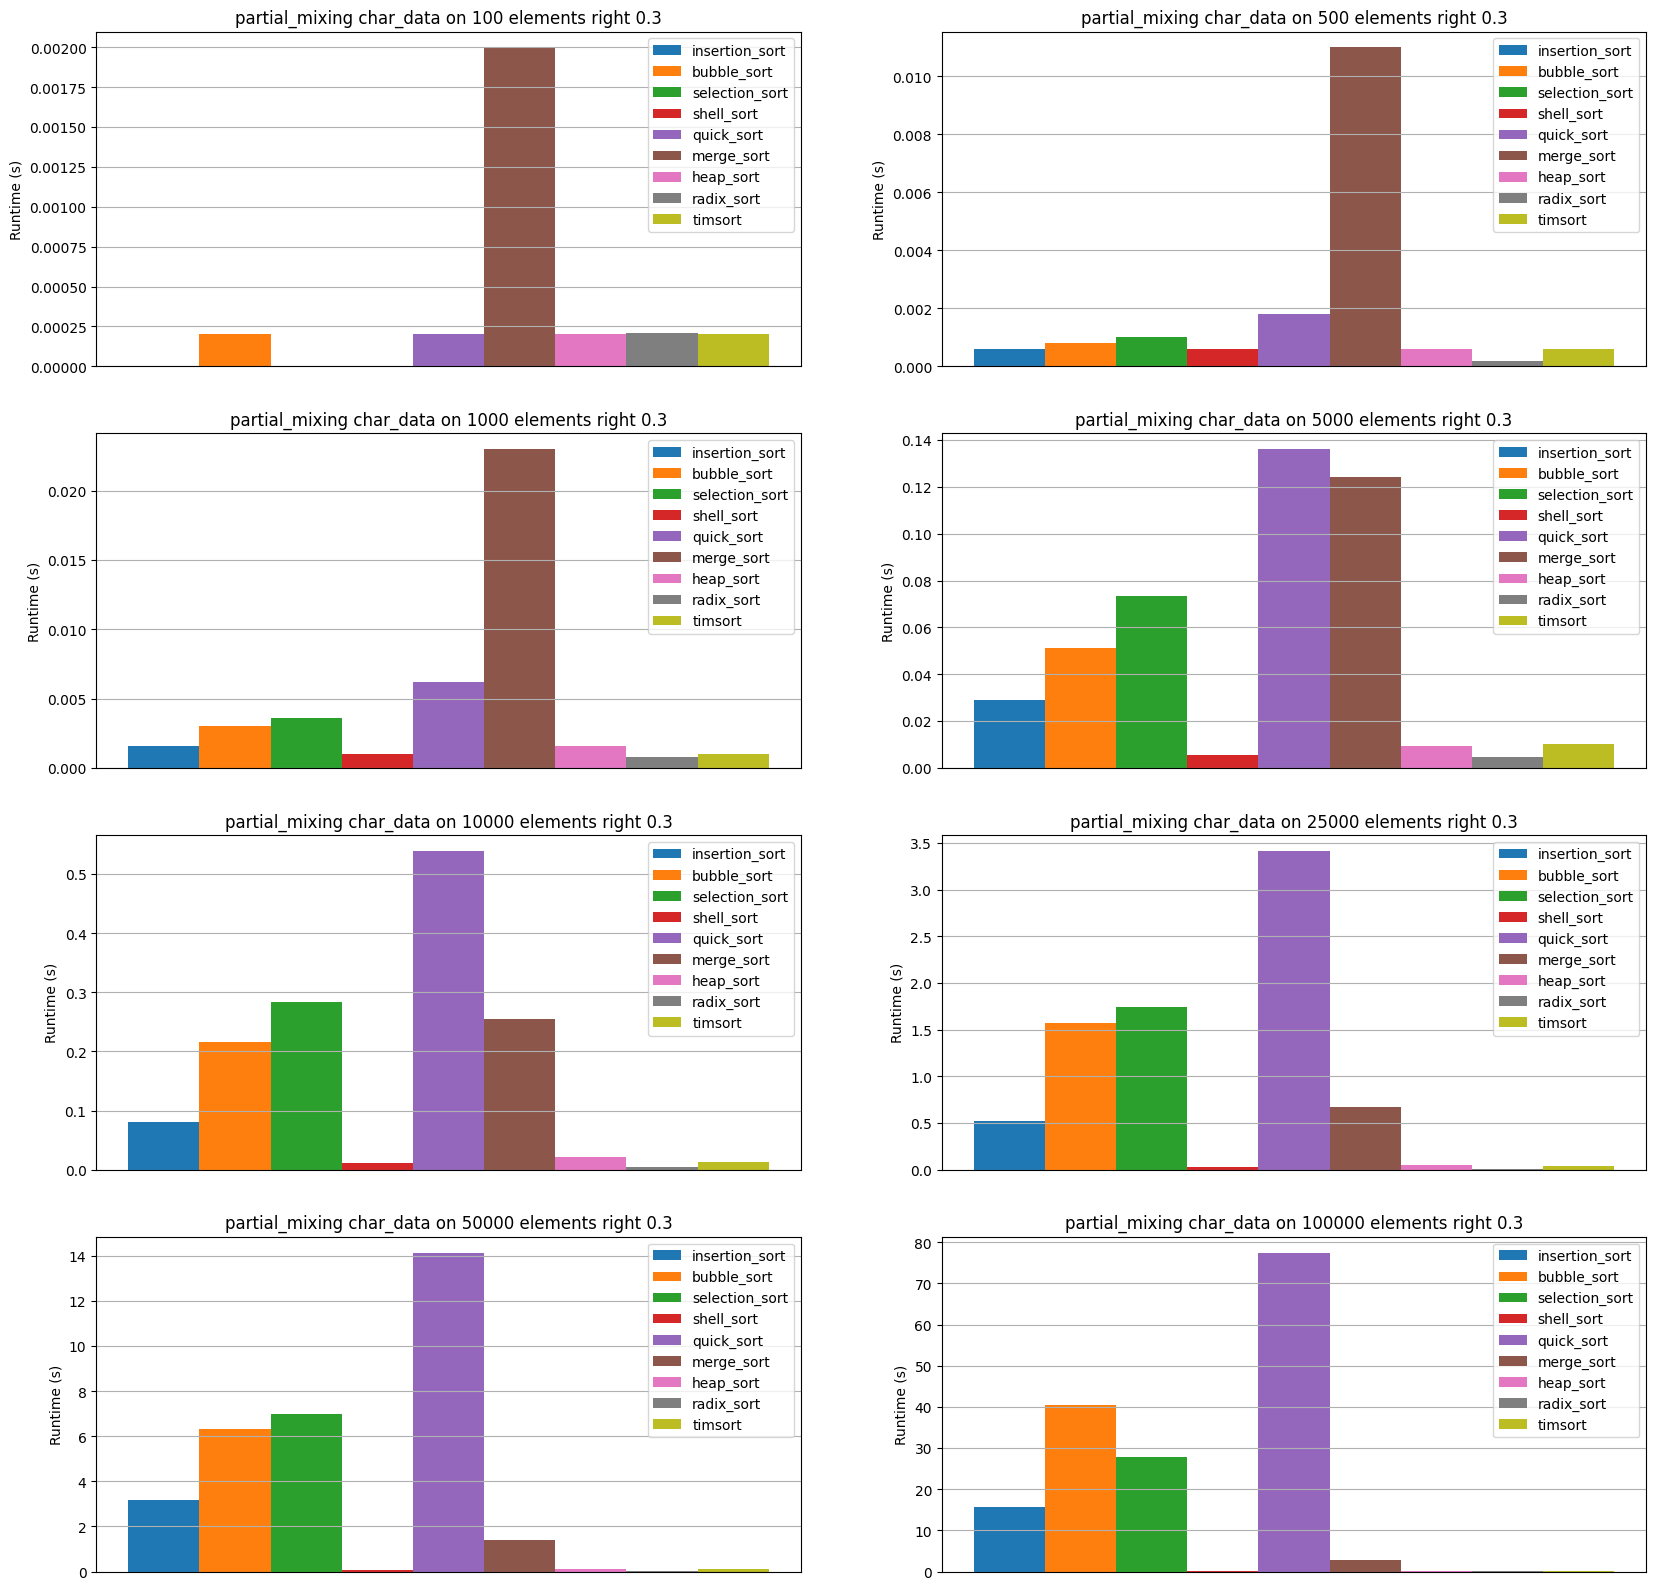 partial_mixing char_data on 100 elements right 0.3
Runtime (s)
0.00200
0.00175
0.00150
0.00125
0.00100
0.00075
0.00050
0.00025
0.00000
insertion_sort
bubble_sort
selection_sort
shell_sort
quick_sort
merge_sort
heap_sort
radix_sort
timsort
partial_mixing char_data on 500 elements right 0.3
Runtime (s)
0.010
0.008
0.006
0.004
0.002
0.000
insertion_sort
bubble_sort
selection_sort
shell_sort
quick_sort
merge_sort
heap_sort
radix_sort
timsort
partial_mixing char_data on 1000 elements right 0.3
Runtime (s)
0.020
0.015
0.010
0.005
0.000
insertion_sort
bubble_sort
selection_sort
shell_sort
quick_sort
merge_sort
heap_sort
radix_sort
timsort
partial_mixing char_data on 5000 elements right 0.3
Runtime (s)
0.14
0.12
0.10
0.08
0.06
0.04
0.02
0.00
insertion_sort
bubble_sort
selection_sort
shell_sort
quick_sort
merge_sort
heap_sort
radix_sort
timsort
partial_mixing char_data on 10000 elements right 0.3
Runtime (s)
0.5
0.4
0.3
0.2
0.1
0.0
insertion_sort
bubble_sort
selection_sort
shell_sort
quick_sort
merge_sort
heap_sort
radix_sort
timsort
partial_mixing char_data on 25000 elements right 0.3
Runtime (s)
3.5
3.0
2.5
2.0
1.5
1.0
0.5
0.0
insertion_sort
bubble_sort
selection_sort
shell_sort
quick_sort
merge_sort
heap_sort
radix_sort
timsort
partial_mixing char_data on 50000 elements right 0.3
Runtime (s)
14
12
10
8
6
4
2
0
insertion_sort
bubble_sort
selection_sort
shell_sort
quick_sort
merge_sort
heap_sort
radix_sort
timsort
partial_mixing char_data on 100000 elements right 0.3
Runtime (s)
80
70
60
50
40
30
20
10
0
insertion_sort
bubble_sort
selection_sort
shell_sort
quick_sort
merge_sort
heap_sort
radix_sort
timsort